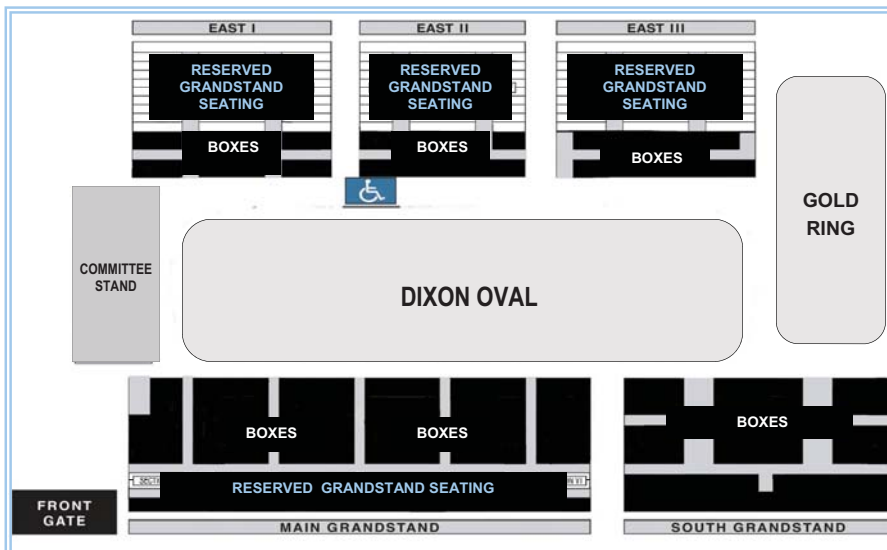 EAST I
EAST II
EAST III
RESERVED
GRANDSTAND
SEATING
RESERVED
GRANDSTAND
SEATING
RESERVED
GRANDSTAND
SEATING
BOXES
BOXES
BOXES
GOLD
RING
COMMITTEE
STAND
DIXON OVAL
BOXES
BOXES
BOXES
RESERVED GRANDSTAND SEATING
FRONT
GATE
MAIN GRANDSTAND
SOUTH GRANDSTAND